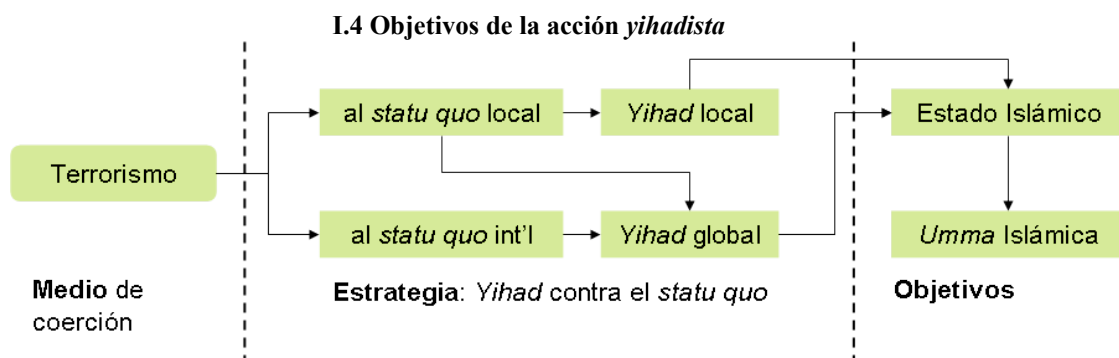 I.4 Objetivos de la acción yihadista
al statu quo local
Yihad local
Estado Islámico
Terrorismo
al statu quo int'l
Yihad global
Umma Islámica
Medio de
coerción
Estrategia: Yihad contra el statu quo
Objetivos